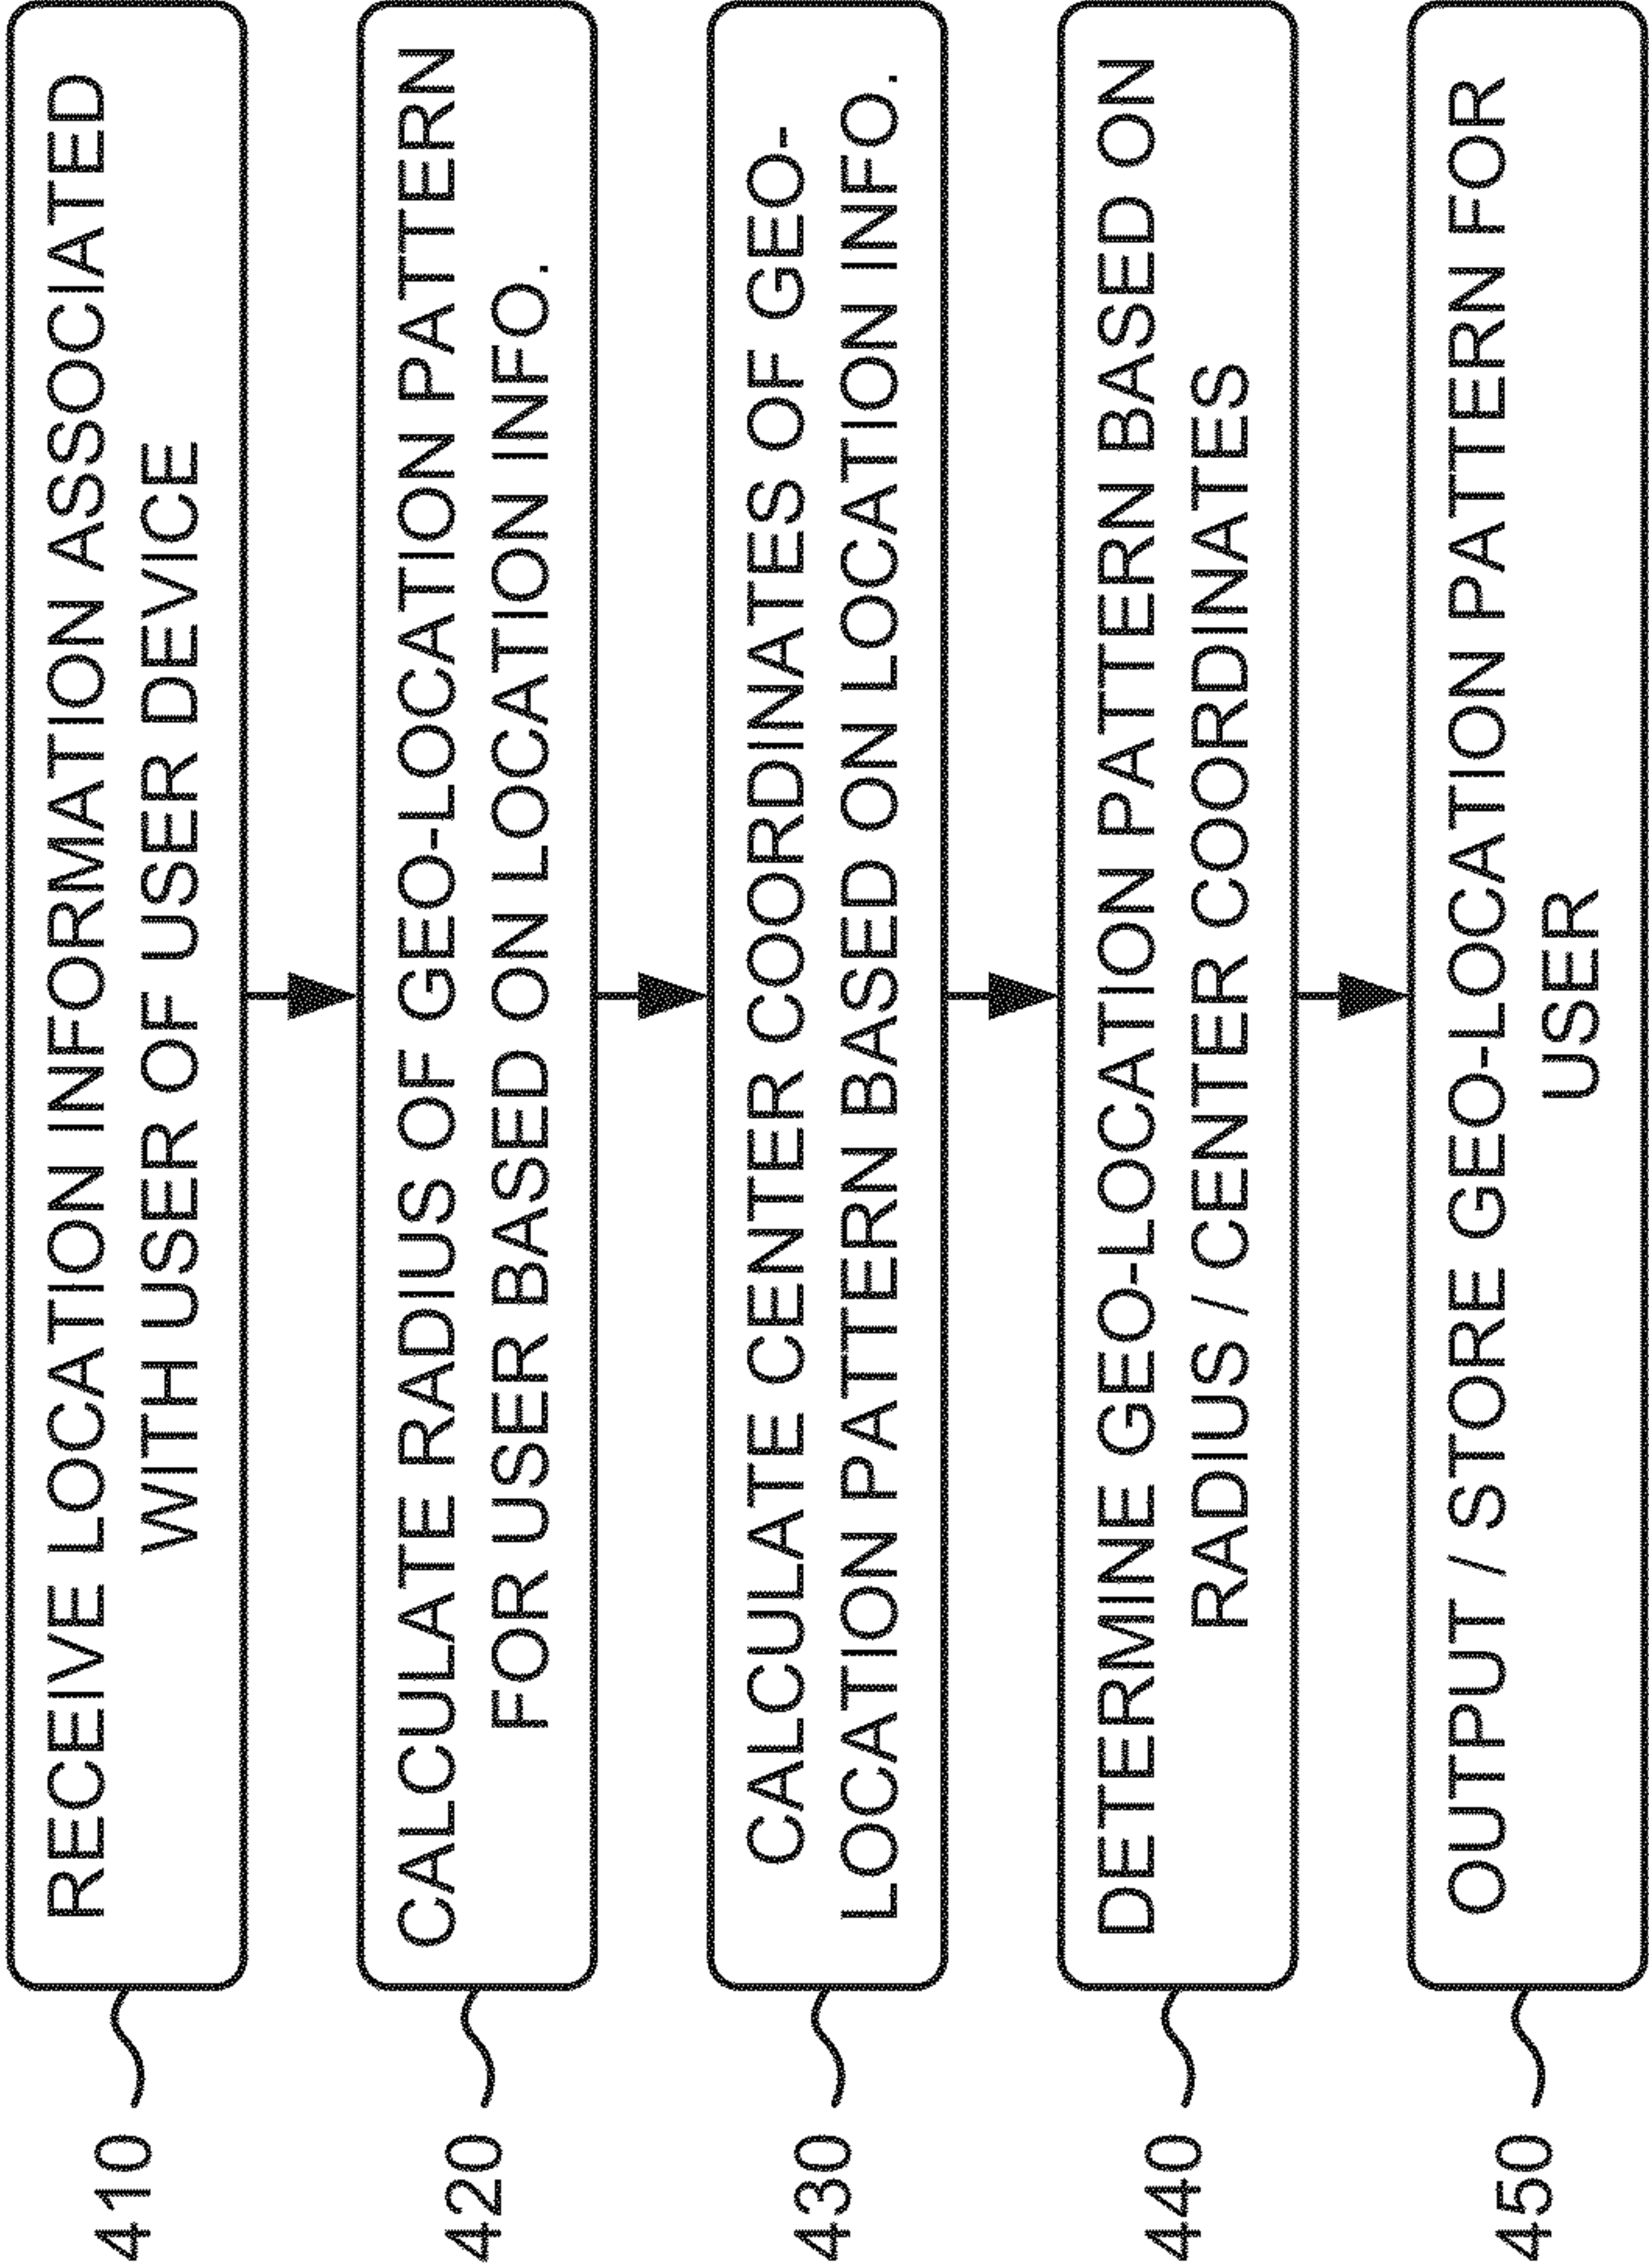 410
RECEIVE LOCATION INFORMATION ASSOCIATED
WITH USER OF USER DEVICE
420
CALCULATE RADIUS OF GEO-LOCATION PATTERN
FOR USER BASED ON LOCATION INFO.
430
CALCULATE CENTER COORDINATES OF GEO-
LOCATION PATTERN BASED ON LOCATION INFO.
440
DETERMINE GEO-LOCATION PATTERN BASED ON
RADIUS / CENTER COORDINATES
450
OUTPUT / STORE GEO-LOCATION PATTERN FOR
USER